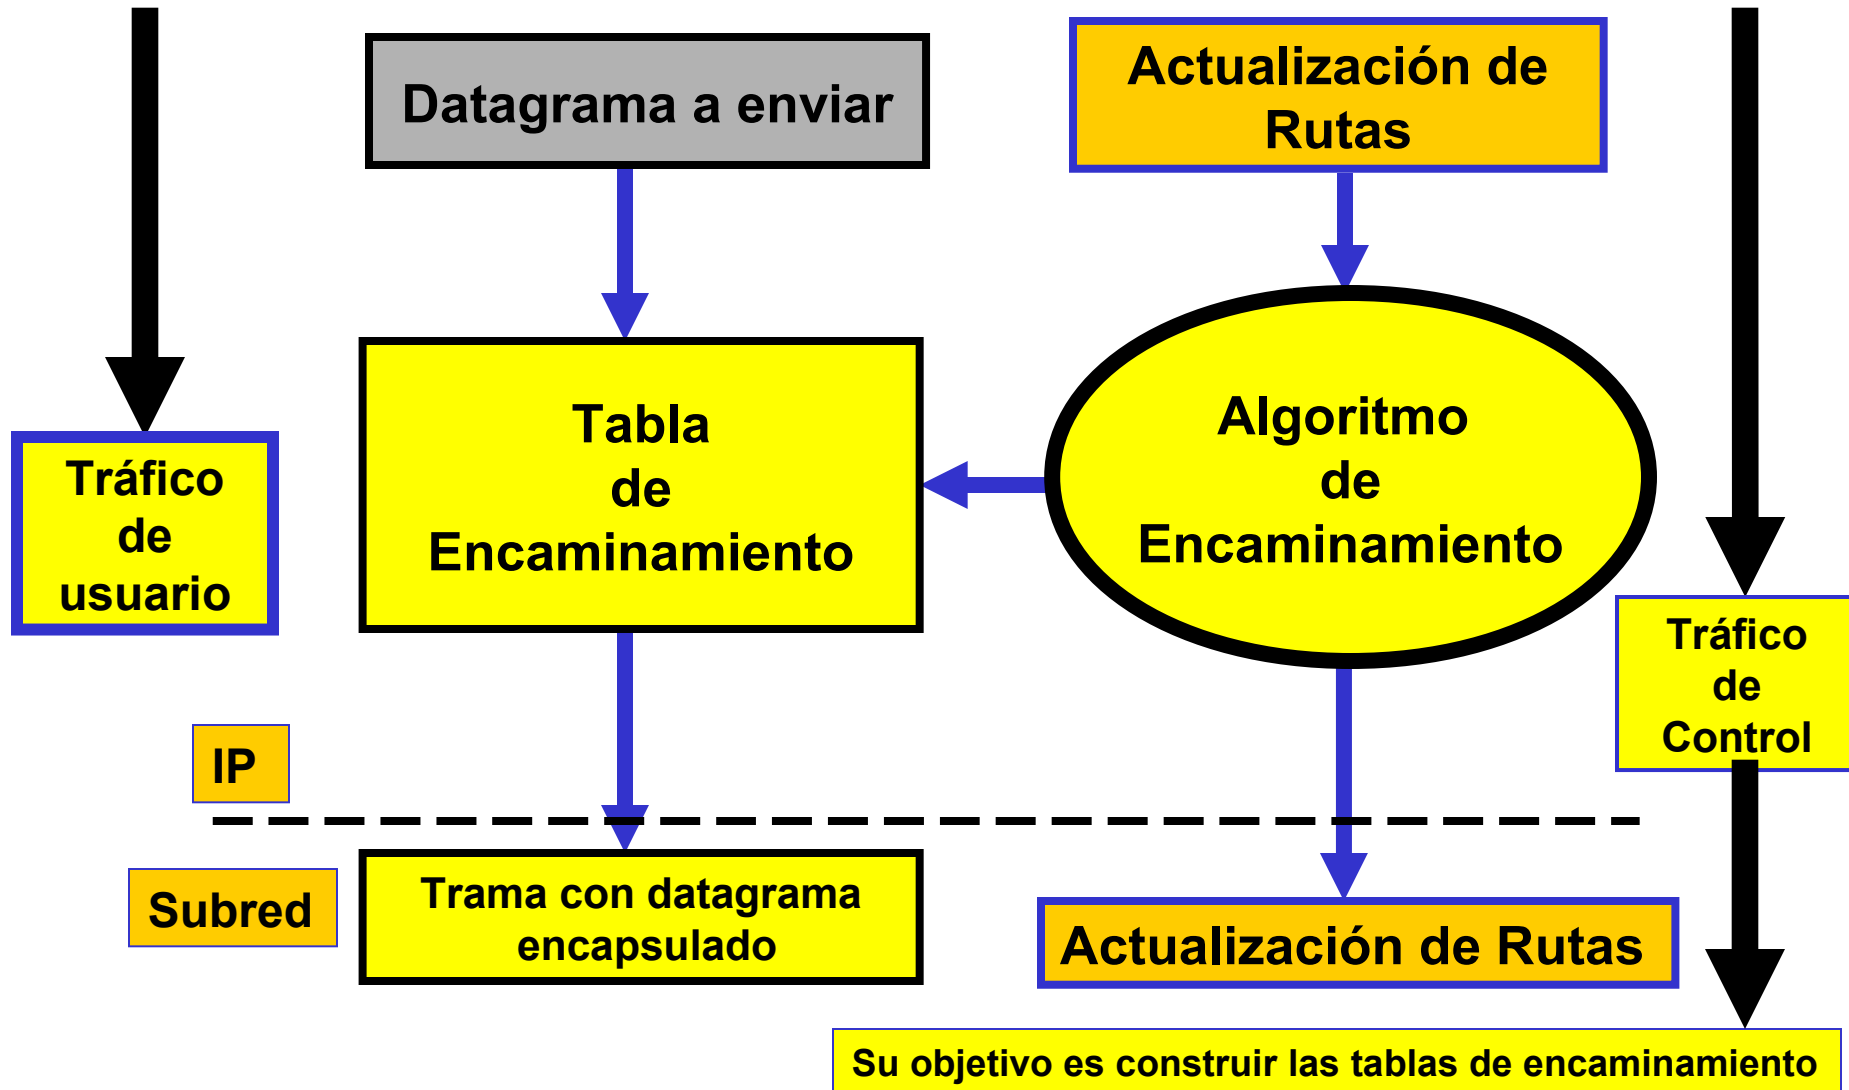 Datagrama a enviar
Actualización de
Rutas
Tráfico
de
usuario
Tabla
de
Encaminamiento
Algoritmo
de
Encaminamiento
Tráfico
de
Control
IP
Subred
Trama con datagrama
encapsulado
Actualización de Rutas
Su objetivo es construir las tablas de encaminamiento